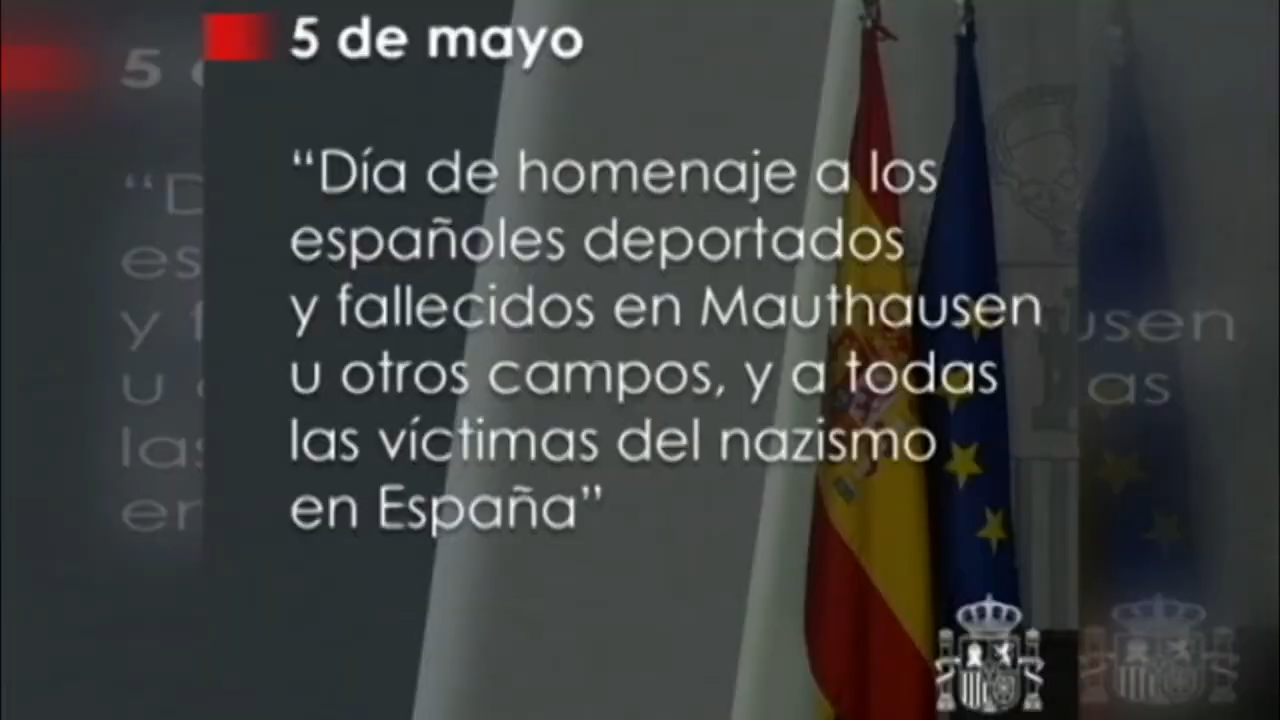 5 de mayo
“Día de homenaje a los
españoles deportados
y fallecidos en Mauthausen
u otros campos, y a todas
las víctimas del nazismo
en España”